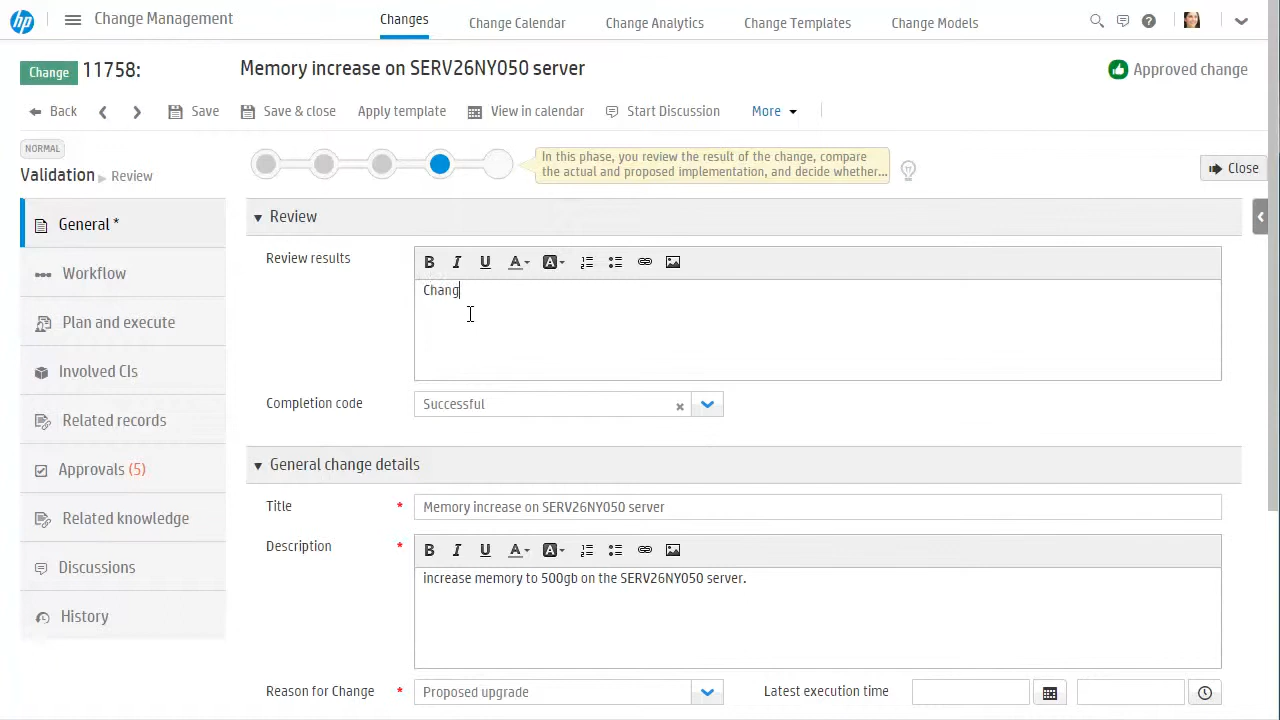 hp Change Management Changes Change Calendar Change Analytics Change Templates Change Models
Change 11758: Memory increase on SERV26NY050 server Approved change
Back Save Save & close Apply template View in calendar Start Discussion More
NORMAL
Validation Review
In this phase, you review the result of the change, compare
the actual and proposed implementation, and decide whether...
Close
General *
Workflow
Plan and execute
Involved CIs
Related records
Approvals (5)
Related knowledge
Discussions
History
Review
Review results
B I U A A
Chang
Completion code Successful
General change details
Title * Memory increase on SERV26NY050 server
Description *
B I U A A
increase memory to 500gb on the SERV26NY050 server.
Reason for Change * Proposed upgrade Latest execution time